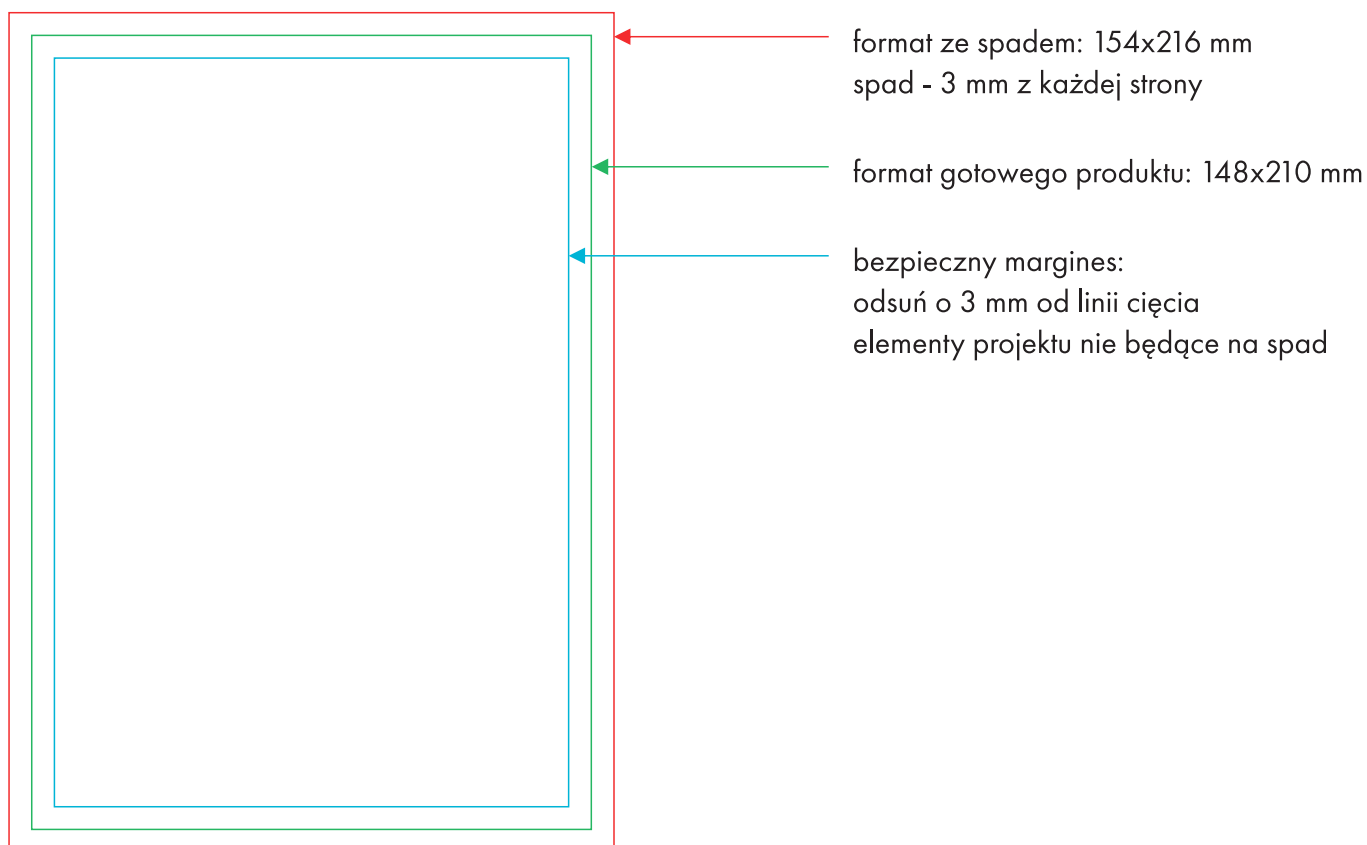 format ze spadem: 154x216 mm
spad - 3 mm z każdej strony
format gotowego produktu: 148x210 mm
bezpieczny margines:
odsuń o 3 mm od linii cięcia
elementy projektu nie będące na spad